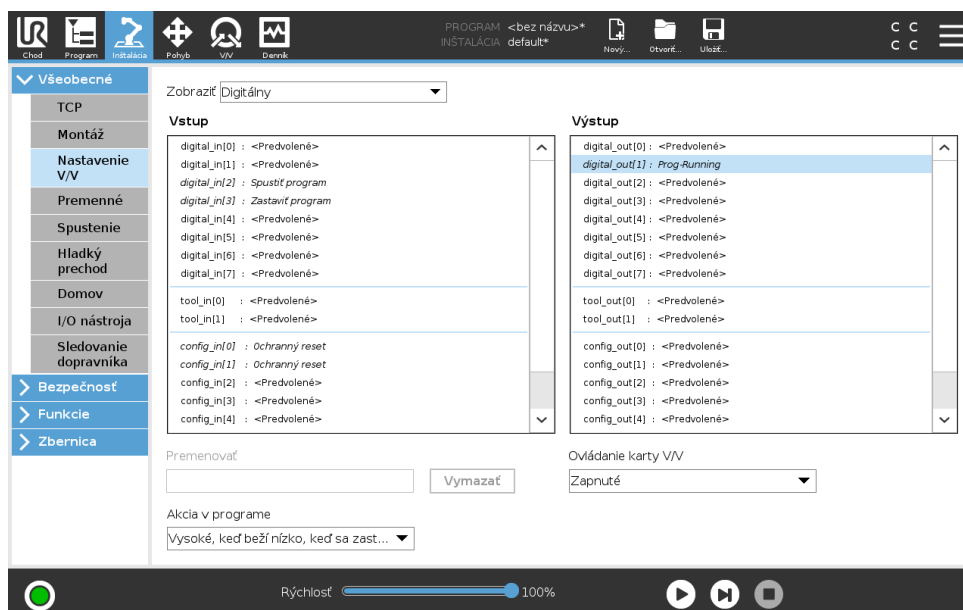 PROGRAM <bez názvu>*
INŠTALÁCIA default*
UR
Chod
Program
Inštalácia
Pohyb
V/V
Denník
Nový...
Otvoriť...
Uložiť...
C C
C C
Všeobecné
TCP
Montáž
Nastavenie
V/V
Premenné
Spustenie
Hladký
prechod
Domov
I/O nástroja
Sledovanie
dopravníka
Bezpečnosť
Funkcie
Zbernica
Zobraziť Digitálny
Vstup
digital_in[0] : <Predvolené>
digital_in[1] : <Predvolené>
digital_in[2] : Spustiť program
digital_in[3] : Zastaviť program
digital_in[4] : <Predvolené>
digital_in[5] : <Predvolené>
digital_in[6] : <Predvolené>
digital_in[7] : <Predvolené>
tool_in[0] : <Predvolené>
tool_in[1] : <Predvolené>
config_in[0] : Ochranný reset
config_in[1] : Ochranný reset
config_in[2] : <Predvolené>
config_in[3] : <Predvolené>
config_in[4] : <Predvolené>
Výstup
digital_out[0] : <Predvolené>
digital_out[1] : Prog-Running
digital_out[2] : <Predvolené>
digital_out[3] : <Predvolené>
digital_out[4] : <Predvolené>
digital_out[5] : <Predvolené>
digital_out[6] : <Predvolené>
digital_out[7] : <Predvolené>
tool_out[0] : <Predvolené>
tool_out[1] : <Predvolené>
config_out[0] : <Predvolené>
config_out[1] : <Predvolené>
config_out[2] : <Predvolené>
config_out[3] : <Predvolené>
config_out[4] : <Predvolené>
Premenovať
Vymazať
Ovládanie karty V/V
Zapnuté
Akcia v programe
Vysoké, keď beží nízko, keď sa zast...
Rýchlosť 100%